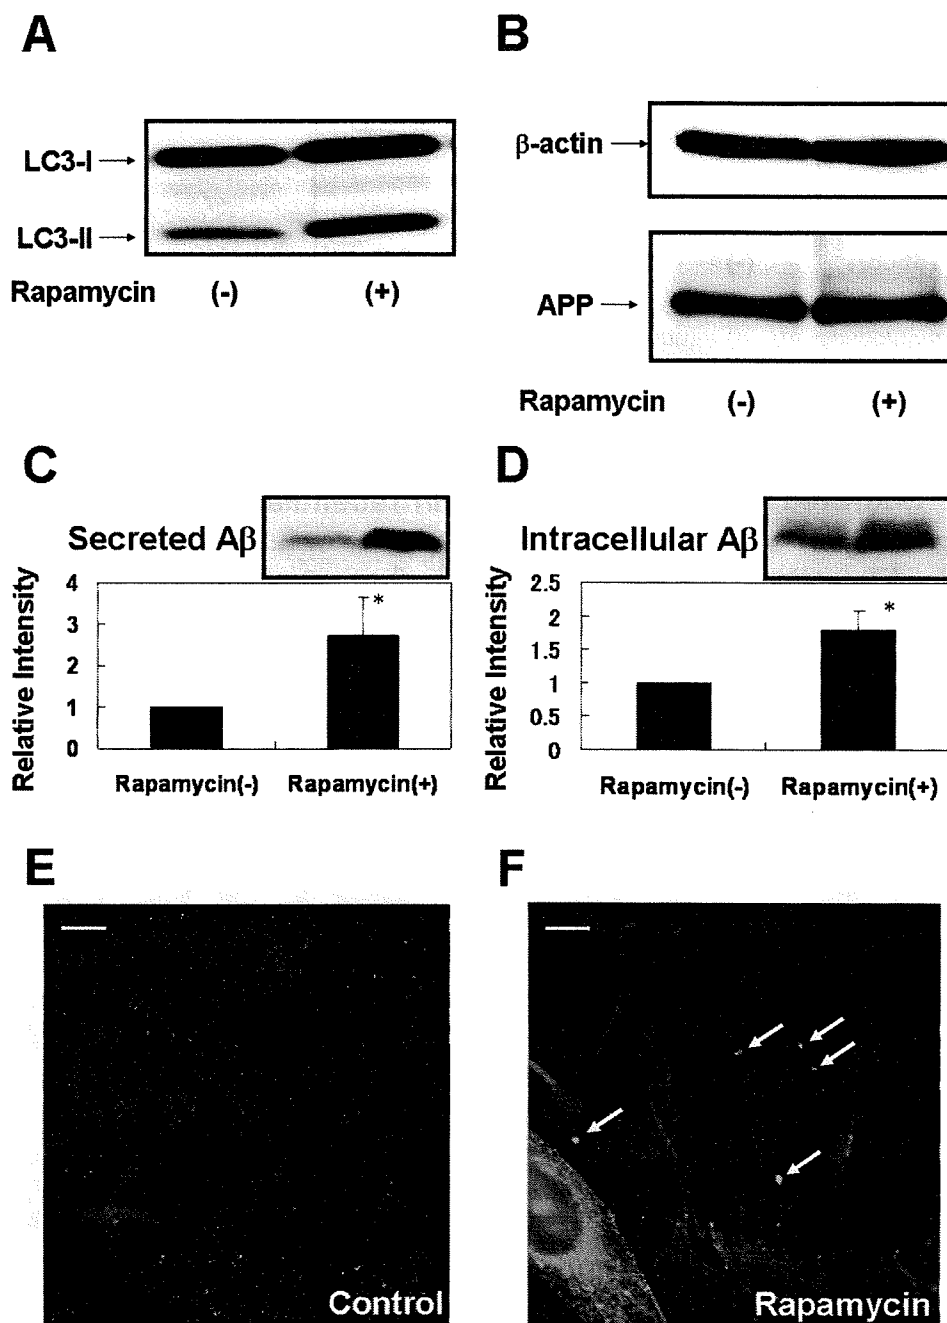 A
LC3-I
LC3-II
Rapamycin (-) (+)
B
β-actin
APP
Rapamycin (-) (+)
C
Secreted Aβ
Relative Intensity
4
3
2
1
0
*
Rapamycin(-) Rapamycin(+)
D
Intracellular Aβ
Relative Intensity
2.5
2
1.5
1
0.5
0
*
Rapamycin(-) Rapamycin(+)
E
Control
F
Rapamycin